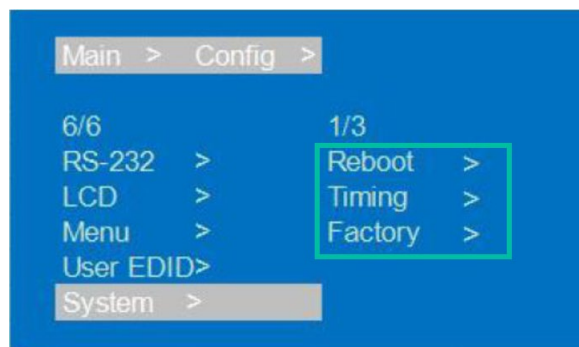 Main > Config >
6/6 1/3
RS-232 > Reboot >
LCD > Timing >
Menu > Factory >
User EDID>
System >